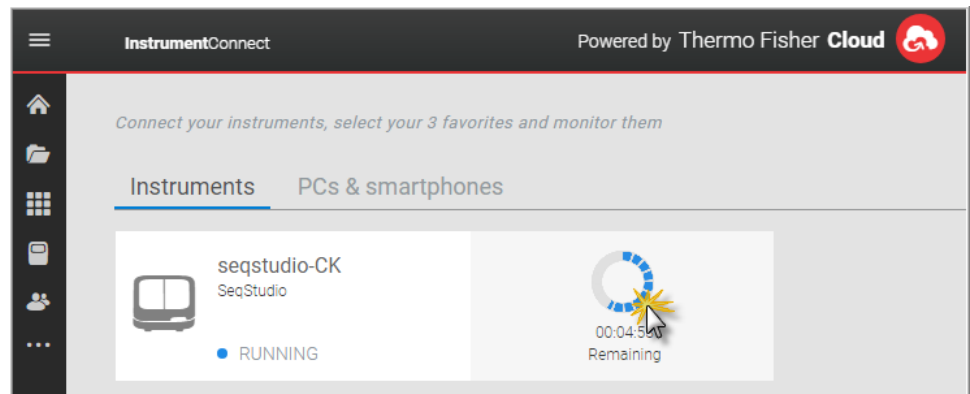 InstrumentConnect
Powered by Thermo Fisher Cloud
Connect your instruments, select your 3 favorites and monitor them
Instruments PCs & smartphones
seqstudio-CK
SeqStudio
RUNNING
Remaining